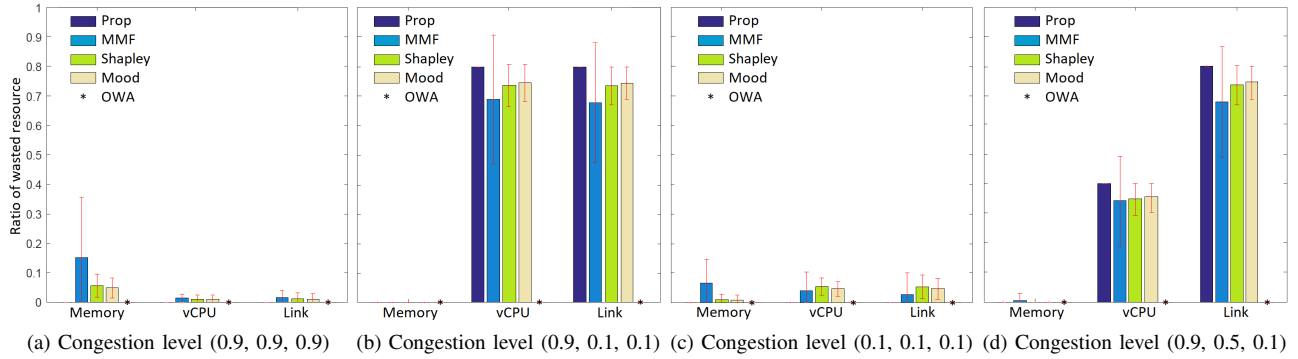 Ratio of wasted resource
1
0.9
0.8
0.7
0.6
0.5
0.4
0.3
0.2
0.1
0
Prop
MMF
Shapley
Mood
* OWA
Memory vCPU Link
(a) Congestion level (0.9, 0.9, 0.9)
Prop
MMF
Shapley
Mood
* OWA
Memory vCPU Link
(b) Congestion level (0.9, 0.1, 0.1)
Prop
MMF
Shapley
Mood
* OWA
Memory vCPU Link
(c) Congestion level (0.1, 0.1, 0.1)
Prop
MMF
Shapley
Mood
* OWA
Memory vCPU Link
(d) Congestion level (0.9, 0.5, 0.1)